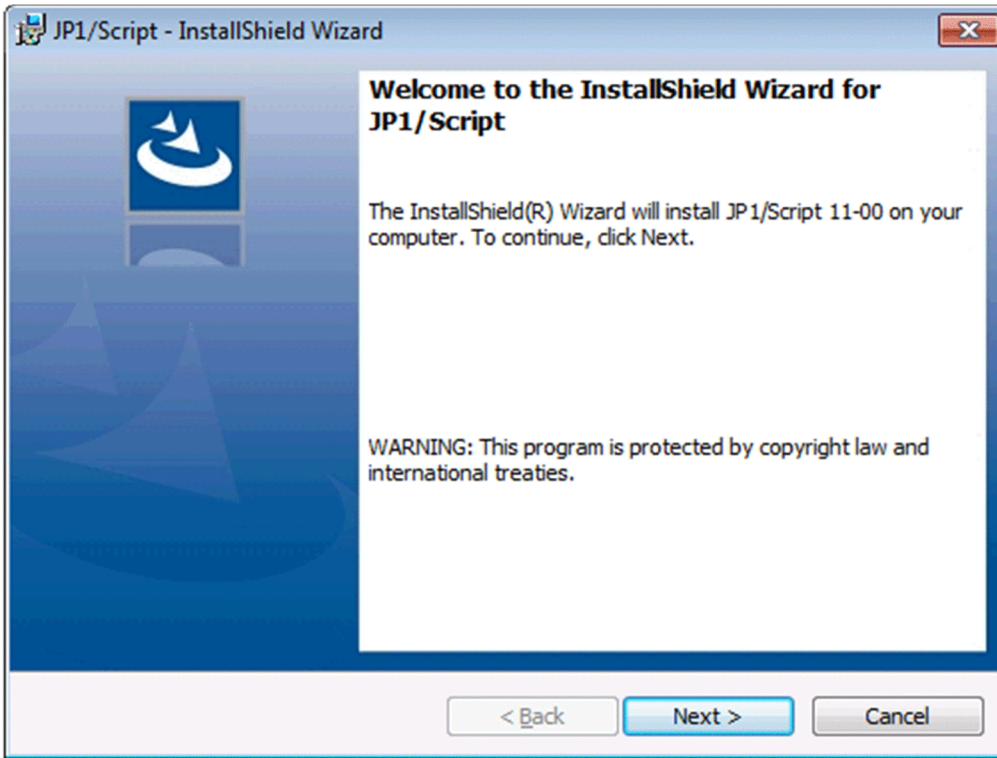 JP1/Script - InstallShield Wizard
Welcome to the InstallShield Wizard for
JP1/Script
The InstallShield(R) Wizard will install JP1/Script 11-00 on your
computer. To continue, click Next.
WARNING: This program is protected by copyright law and
international treaties.
< Back
Next >
Cancel